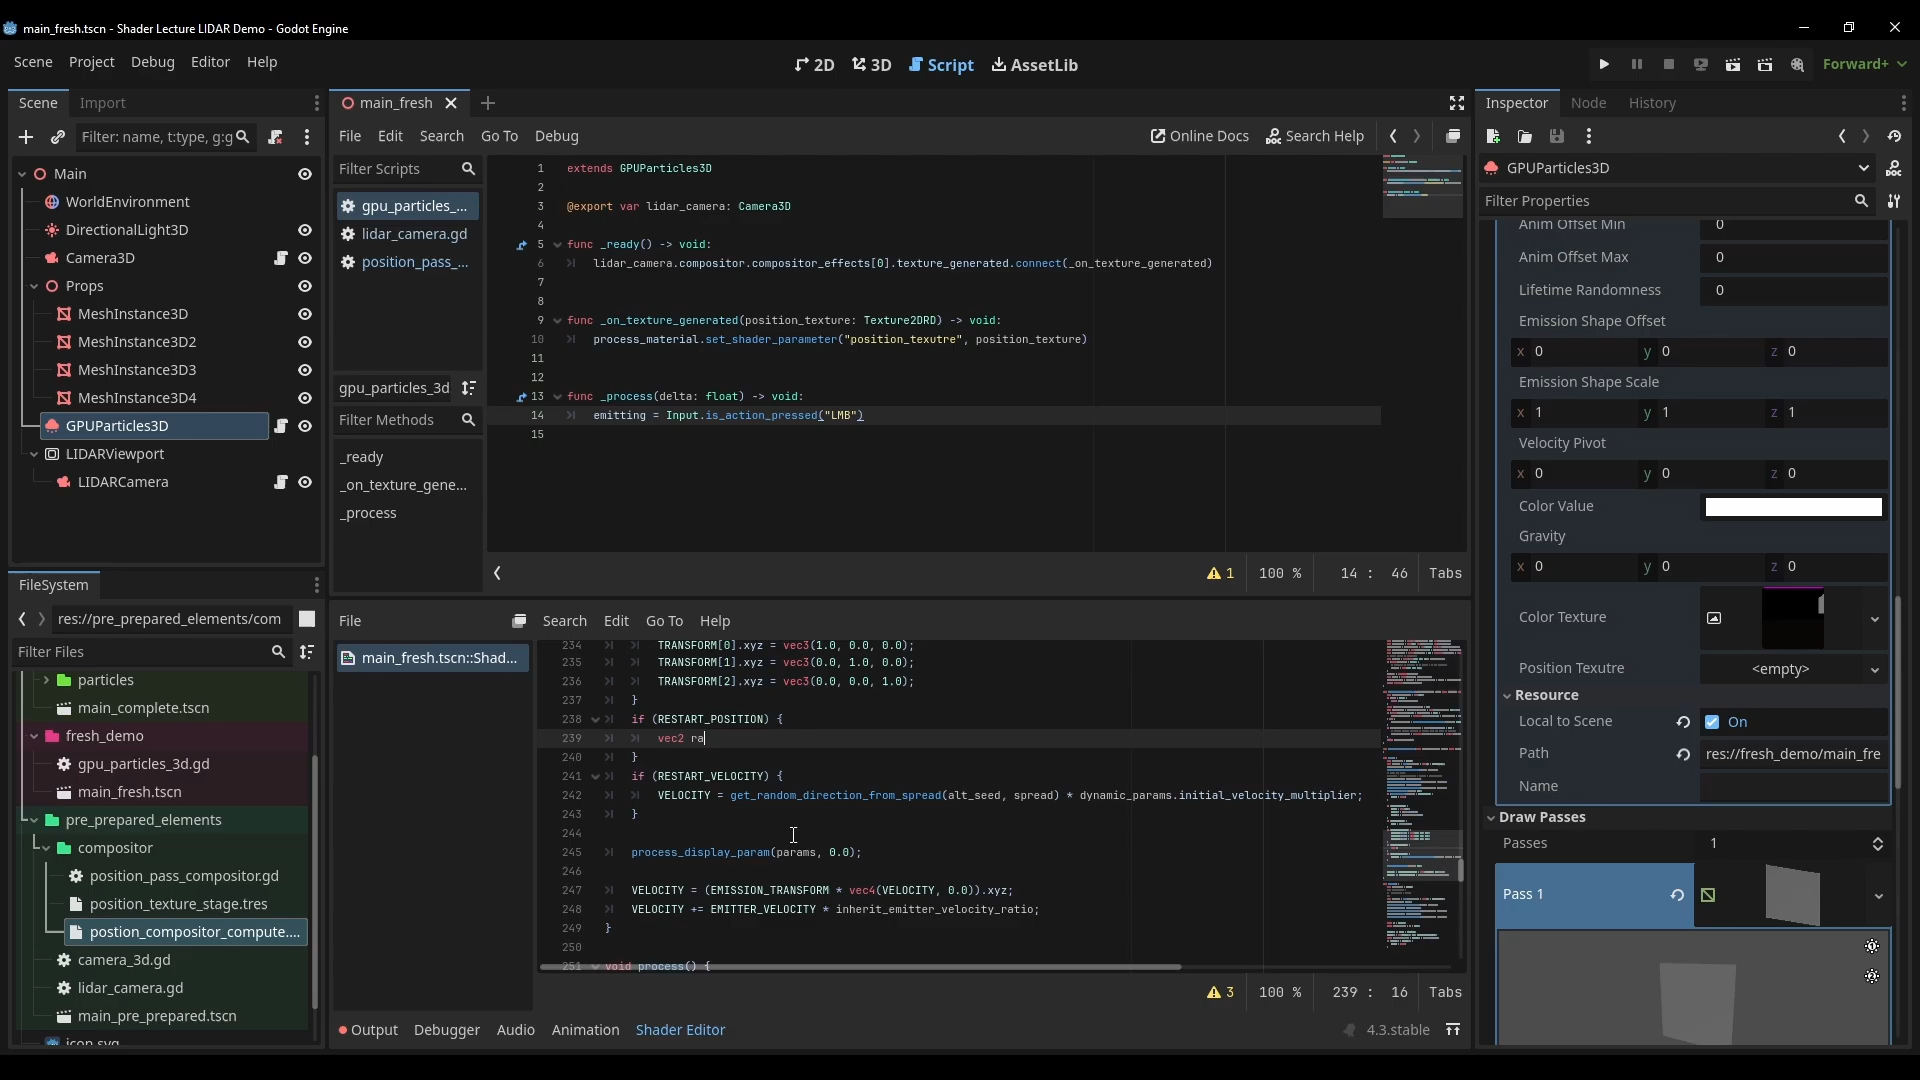 main_fresh.tscn - Shader Lecture LIDAR Demo - Godot Engine
Scene Project Debug Editor Help
2D 3D Script AssetLib
Forward+
Scene Import
Filter: name, t:type, g:g
Main
WorldEnvironment
DirectionalLight3D
Camera3D
Props
MeshInstance3D
MeshInstance3D2
MeshInstance3D3
MeshInstance3D4
GPUParticles3D
LIDARViewport
LIDARCamera
FileSystem
res://pre_prepared_elements/com
Filter Files
particles
main_complete.tscn
fresh_demo
gpu_particles_3d.gd
main_fresh.tscn
pre_prepared_elements
compositor
position_pass_compositor.gd
position_texture_stage.tres
postion_compositor_compute....
camera_3d.gd
lidar_camera.gd
main_pre_prepared.tscn
icon.svg
main_fresh
File Edit Search Go To Debug
Online Docs Search Help
Filter Scripts
gpu_particles_...
lidar_camera.gd
position_pass_...
gpu_particles_3d
Filter Methods
_ready
_on_texture_gene...
_process
1 extends GPUParticles3D
2
3 @export var lidar_camera: Camera3D
4
5 func _ready() -> void:
6 lidar_camera.compositor.compositor_effects[0].texture_generated.connect(_on_texture_generated)
7
8
9 func _on_texture_generated(position_texture: Texture2DRD) -> void:
10 process_material.set_shader_parameter("position_texutre", position_texture)
11
12
13 func _process(delta: float) -> void:
14 emitting = Input.is_action_pressed("LMB")
15
1 100 % 14 : 46 Tabs
File Search Edit Go To Help
main_fresh.tscn::Shad...
234 TRANSFORM[0].xyz = vec3(1.0, 0.0, 0.0);
235 TRANSFORM[1].xyz = vec3(0.0, 1.0, 0.0);
236 TRANSFORM[2].xyz = vec3(0.0, 0.0, 1.0);
237 }
238 if (RESTART_POSITION) {
239 vec2 ra
240 }
241 if (RESTART_VELOCITY) {
242 VELOCITY = get_random_direction_from_spread(alt_seed, spread) * dynamic_params.initial_velocity_multiplier;
243 }
244
245 process_display_param(params, 0.0);
246
247 VELOCITY = (EMISSION_TRANSFORM * vec4(VELOCITY, 0.0)).xyz;
248 VELOCITY += EMITTER_VELOCITY * inherit_emitter_velocity_ratio;
249 }
250
251 void process() {
3 100 % 239 : 16 Tabs
Output Debugger Audio Animation Shader Editor
4.3.stable
Inspector Node History
GPUParticles3D
Filter Properties
Anim Offset Min 0
Anim Offset Max 0
Lifetime Randomness 0
Emission Shape Offset
x 0 y 0 z 0
Emission Shape Scale
x 1 y 1 z 1
Velocity Pivot
x 0 y 0 z 0
Color Value
Gravity
x 0 y 0 z 0
Color Texture
Position Texutre <empty>
Resource
Local to Scene On
Path res://fresh_demo/main_fre
Name
Draw Passes
Passes 1
Pass 1